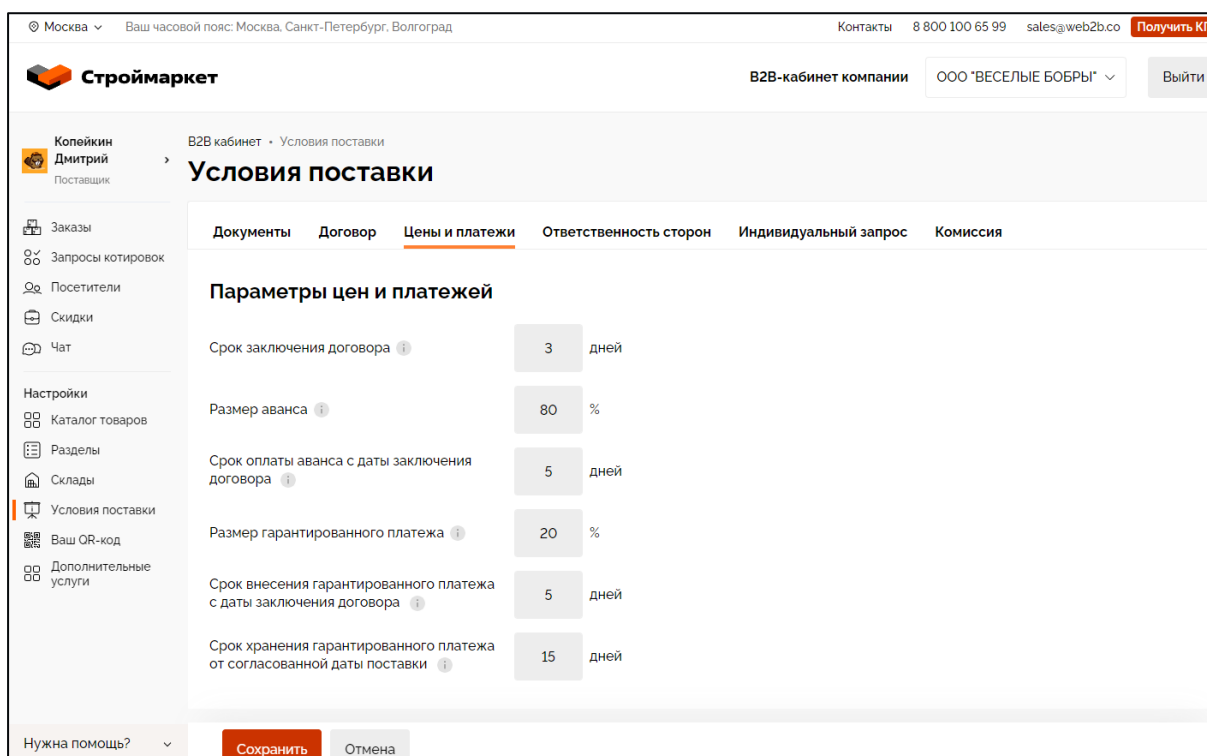 Москва Ваш часовой пояс: Москва, Санкт-Петербург, Волгоград Контакты 8 800 100 65 99 sales@web2b.co Получить
Строймаркет B2B-кабинет компании ООО "ВЕСЕЛЫЕ БОБРЫ" Выйти
Копейкин
Дмитрий
Поставщик
Заказы
Запросы котировок
Посетители
Скидки
Чат
Настройки
Каталог товаров
Разделы
Склады
Условия поставки
Ваш QR-код
Дополнительные
услуги
Нужна помощь?
B2B кабинет • Условия поставки
Условия поставки
Документы Договор Цены и платежи Ответственность сторон Индивидуальный запрос Комиссия
Параметры цен и платежей
Срок заключения договора 3 дней
Размер аванса 80 %
Срок оплаты аванса с даты заключения
договора 5 дней
Размер гарантированного платежа 20 %
Срок внесения гарантированного платежа
с даты заключения договора 5 дней
Срок хранения гарантированного платежа
от согласованной даты поставки 15 дней
Сохранить Отмена